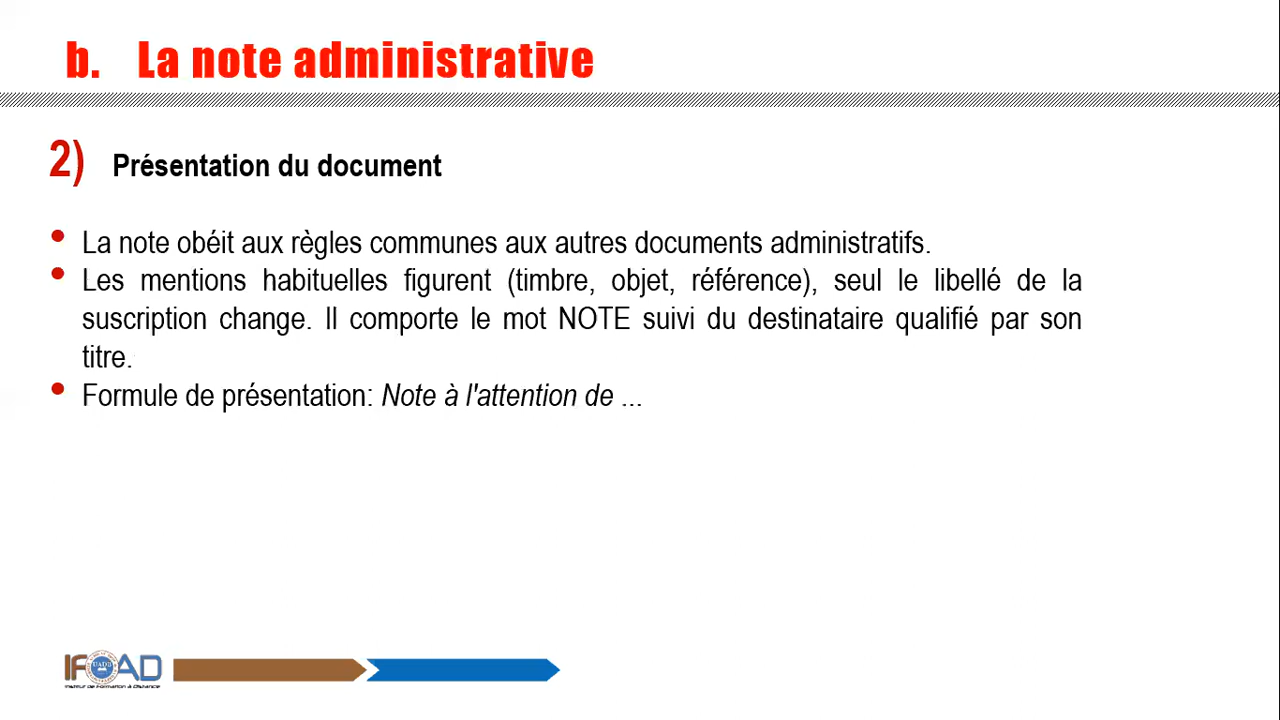 b. La note administrative
2) Présentation du document
• La note obéit aux règles communes aux autres documents administratifs.
• Les mentions habituelles figurent (timbre, objet, référence), seul le libellé de la
suscription change. Il comporte le mot NOTE suivi du destinataire qualifié par son
titre.
• Formule de présentation: Note à l'attention de ...
IFOAD
UADB
Institut de Formation à Distance